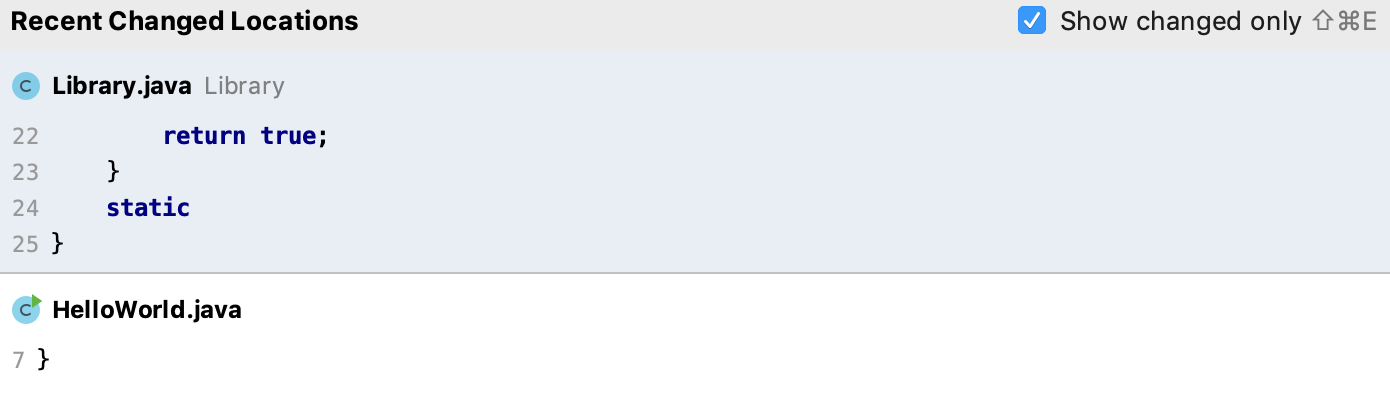 Recent Changed Locations Show changed only ⇧⌘E
C Library.java Library
22 return true;
23 }
24 static
25 }
C HelloWorld.java
7 }